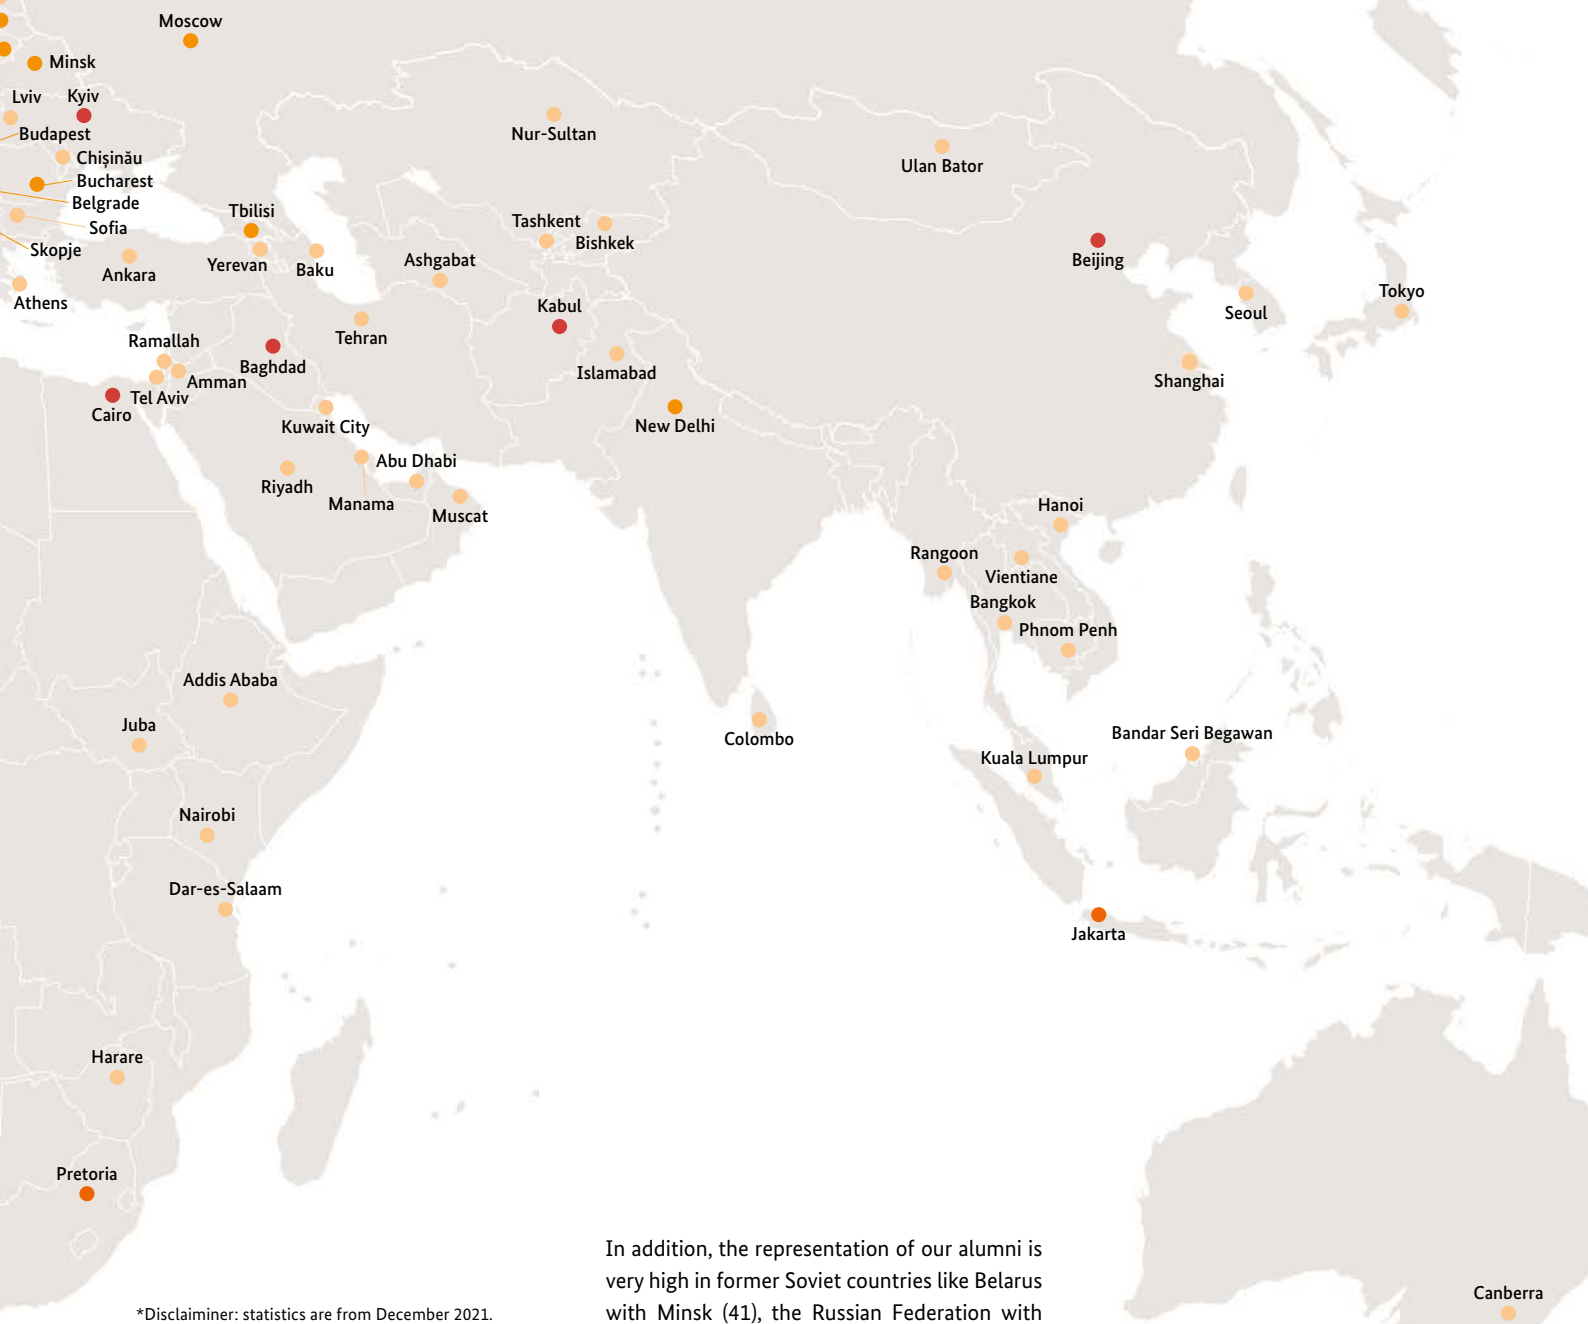 Moscow
Minsk
Lviv
Kyiv
Budapest
Nur-Sultan
Chișinău
Ulan Bator
Bucharest
Belgrade
Tbilisi
Tashkent
Sofia
Bishkek
Skopje
Ankara
Yerevan
Baku
Ashgabat
Beijing
Athens
Kabul
Tokyo
Seoul
Ramallah
Tehran
Baghdad
Islamabad
Amman
Shanghai
Tel Aviv
Cairo
Kuwait City
New Delhi
Abu Dhabi
Riyadh
Manama
Muscat
Hanoi
Rangoon
Vientiane
Bangkok
Phnom Penh
Addis Ababa
Juba
Colombo
Bandar Seri Begawan
Kuala Lumpur
Nairobi
Dar-es-Salaam
Jakarta
Harare
Pretoria
Canberra
In addition, the representation of our alumni is
very high in former Soviet countries like Belarus
with Minsk (41), the Russian Federation with
*Disclaiminer: statistics are from December 2021.